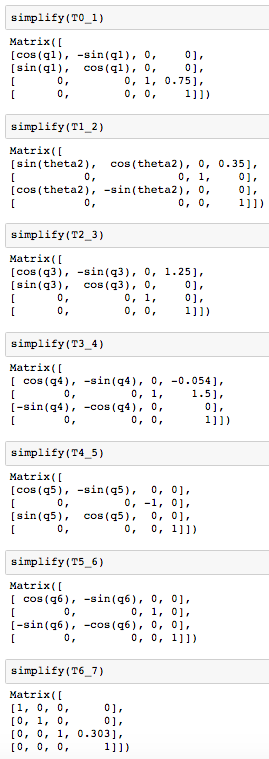 simplify(T0_1)
Matrix([
[cos(q1), -sin(q1), 0,    0],
[sin(q1),  cos(q1), 0,    0],
[      0,        0, 1, 0.75],
[      0,        0, 0,    1]])
simplify(T1_2)
Matrix([
[sin(theta2),  cos(theta2), 0, 0.35],
[          0,            0, 1,    0],
[cos(theta2), -sin(theta2), 0,    0],
[          0,            0, 0,    1]])
simplify(T2_3)
Matrix([
[cos(q3), -sin(q3), 0, 1.25],
[sin(q3),  cos(q3), 0,    0],
[      0,        0, 1,    0],
[      0,        0, 0,    1]])
simplify(T3_4)
Matrix([
[ cos(q4), -sin(q4), 0, -0.054],
[       0,        0, 1,    1.5],
[-sin(q4), -cos(q4), 0,      0],
[       0,        0, 0,      1]])
simplify(T4_5)
Matrix([
[cos(q5), -sin(q5),  0, 0],
[      0,        0, -1, 0],
[sin(q5),  cos(q5),  0, 0],
[      0,        0,  0, 1]])
simplify(T5_6)
Matrix([
[ cos(q6), -sin(q6), 0, 0],
[       0,        0, 1, 0],
[-sin(q6), -cos(q6), 0, 0],
[       0,        0, 0, 1]])
simplify(T6_7)
Matrix([
[1, 0, 0,     0],
[0, 1, 0,     0],
[0, 0, 1, 0.303],
[0, 0, 0,     1]])